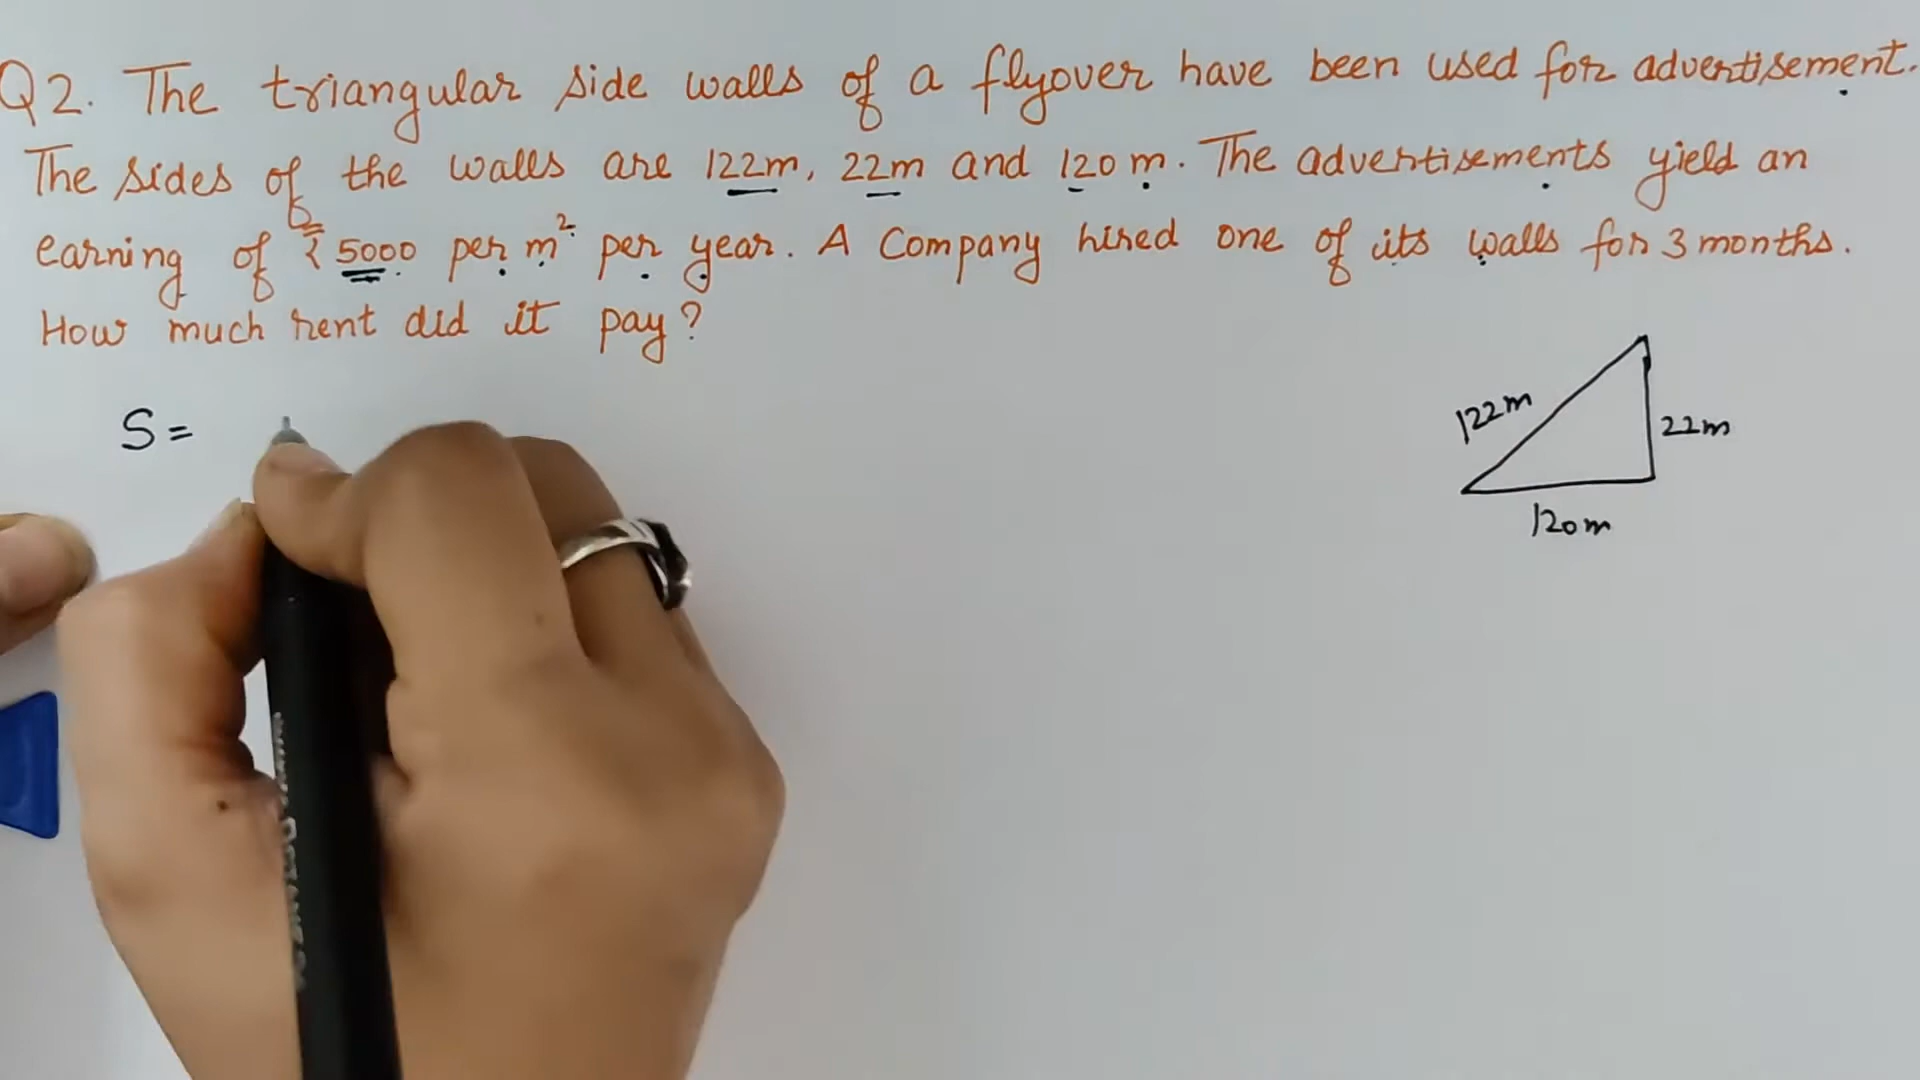 Q2. The triangular side walls of a flyover have been used for advertisement.
The sides of the walls are 122m, 22m and 120 m. The advertisements yield an
earning of ₹ 5000 per m² per year. A Company hired one of its walls for 3 months.
How much rent did it pay?
S =
122m
22m
120m